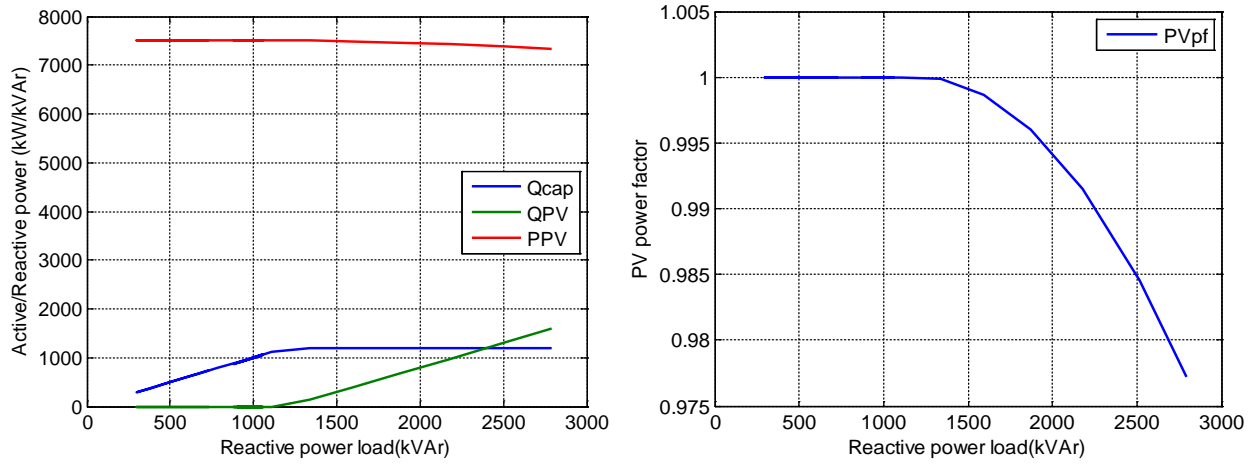 8000
7000
6000
5000
4000
3000
2000
1000
0
Active/Reactive power (kW/kVAr)
Qcap
QPV
PPV
0 500 1000 1500 2000 2500 3000
Reactive power load(kVAr)
1.005
1
0.995
0.99
0.985
0.98
0.975
PV power factor
PVpf
0 500 1000 1500 2000 2500 3000
Reactive power load(kVAr)